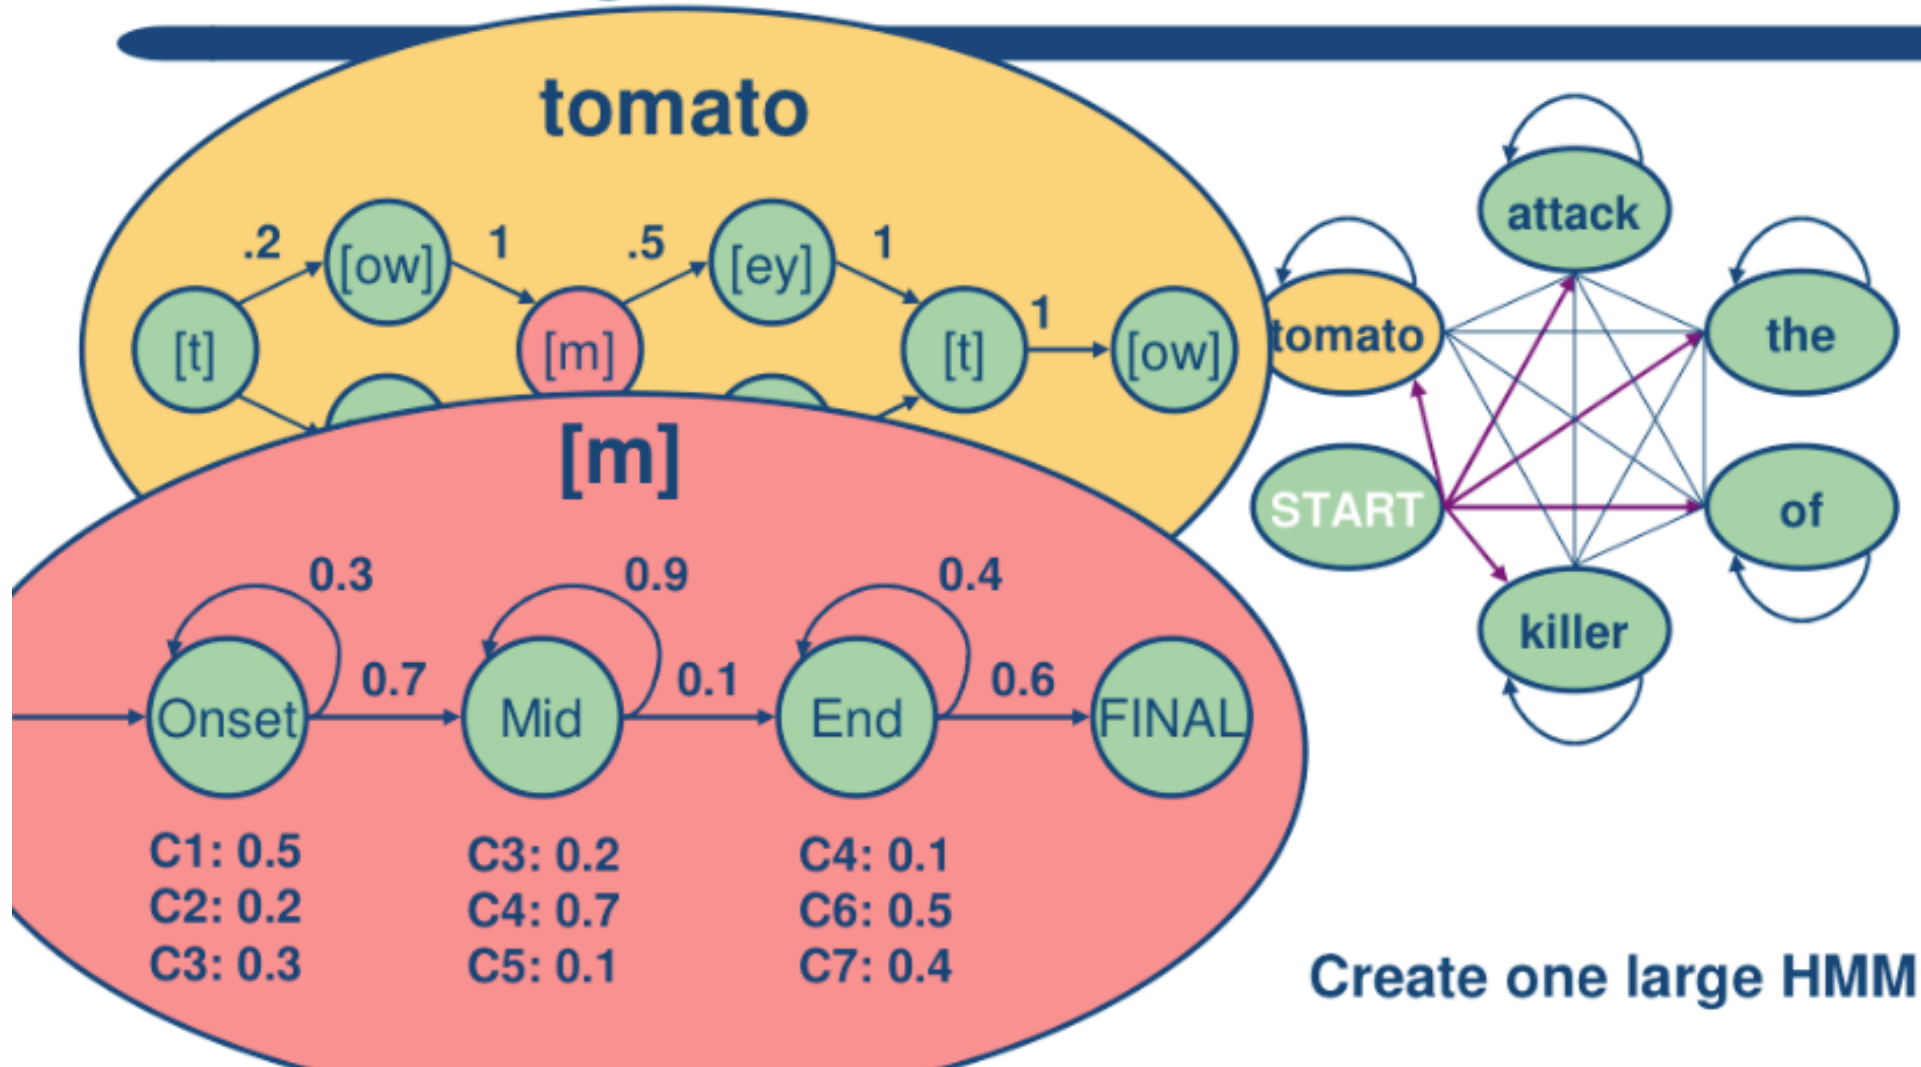 tomato
.2
[ow]
1
.5
[ey]
1
[t]
[m]
[t]
1
[ow]
[m]
0.3
0.9
0.4
0.7
0.1
0.6
Onset
Mid
End
FINAL
C1: 0.5
C2: 0.2
C3: 0.3
C3: 0.2
C4: 0.7
C5: 0.1
C4: 0.1
C6: 0.5
C7: 0.4
attack
tomato
the
START
of
killer
Create one large HMM